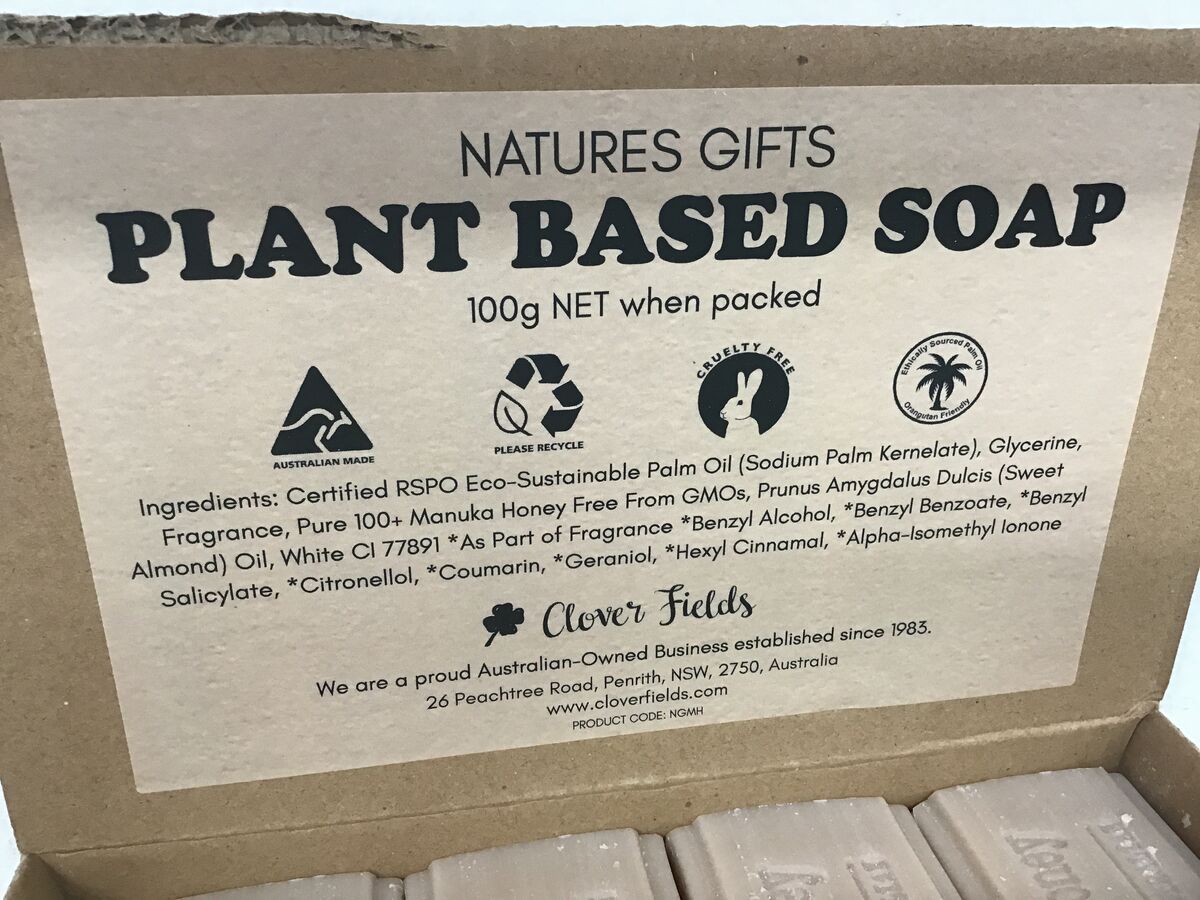 NATURES GIFTS
PLANT BASED SOAP
100g NET when packed
AUSTRALIAN MADE
PLEASE RECYCLE
CRUELTY FREE
Ethically Sourced Palm Oil
Orangutan Friendly
Ingredients: Certified RSPO Eco-Sustainable Palm Oil (Sodium Palm Kernelate), Glycerine,
Fragrance, Pure 100+ Manuka Honey Free From GMOs, Prunus Amygdalus Dulcis (Sweet
Almond) Oil, White CI 77891 *As Part of Fragrance *Benzyl Alcohol, *Benzyl Benzoate, *Benzyl
Salicylate, *Citronellol, *Coumarin, *Geraniol, *Hexyl Cinnamal, *Alpha-Isomethyl Ionone
Clover Fields
We are a proud Australian-Owned Business established since 1983.
26 Peachtree Road, Penrith, NSW, 2750, Australia
www.cloverfields.com
PRODUCT CODE: NGMH